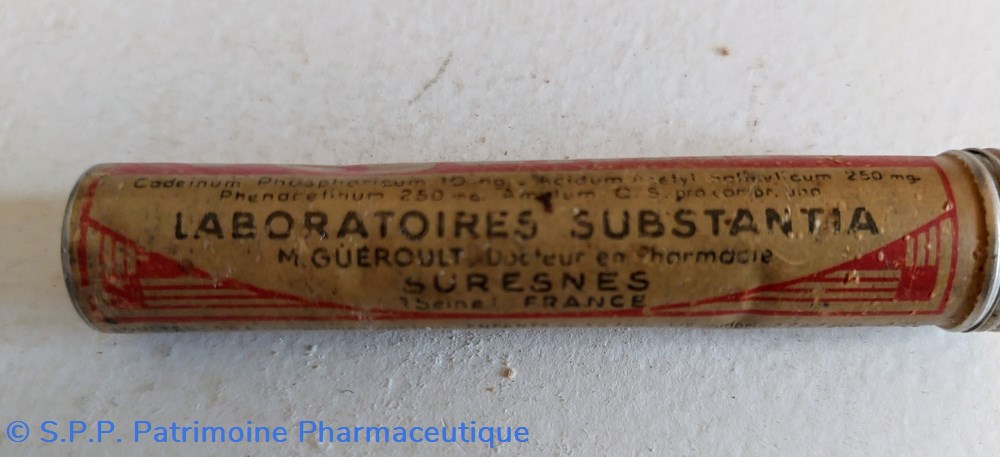 Codeinum Phosphoricum 10 mg. Acidum Acetyl salicylicum 250 mg.
Phenacetinum 250 mg. Amylum Q. S. pro compr. uno
LABORATOIRES SUBSTANTIA
M. GUÉROULT, Docteur en Pharmacie
SURESNES
(Seine) FRANCE
© S.P.P. Patrimoine Pharmaceutique